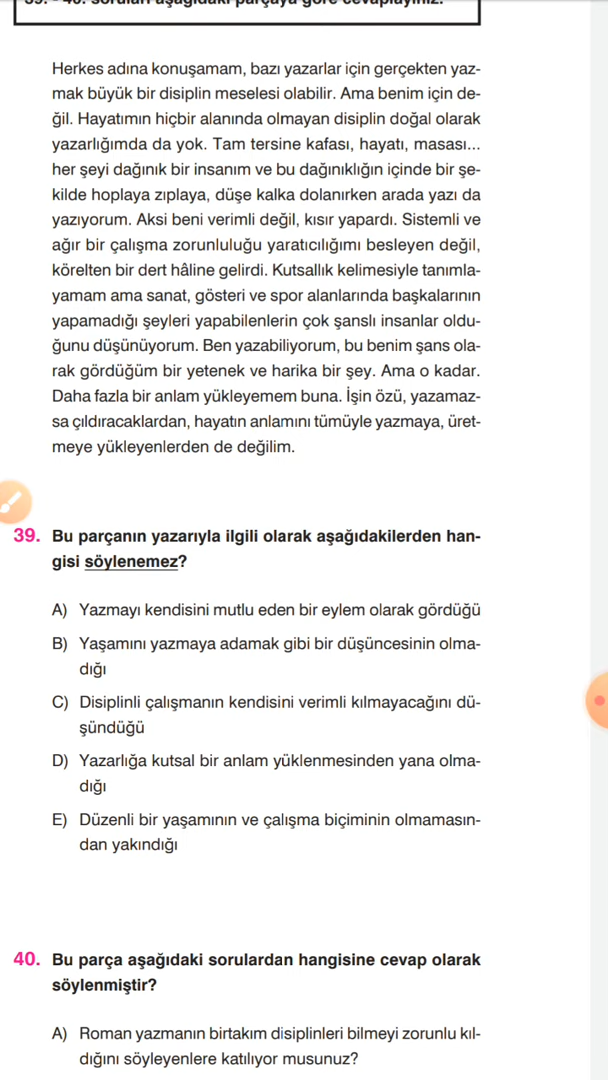 39. - 40. soruları aşağıdaki parçaya göre cevaplayınız.
Herkes adına konuşamam, bazı yazarlar için gerçekten yaz-
mak büyük bir disiplin meselesi olabilir. Ama benim için de-
ğil. Hayatımın hiçbir alanında olmayan disiplin doğal olarak
yazarlığımda da yok. Tam tersine kafası, hayatı, masası...
her şeyi dağınık bir insanım ve bu dağınıklığın içinde bir şe-
kilde hoplaya zıplaya, düşe kalka dolanırken arada yazı da
yazıyorum. Aksi beni verimli değil, kısır yapardı. Sistemli ve
ağır bir çalışma zorunluluğu yaratıcılığımı besleyen değil,
körelten bir dert hâline gelirdi. Kutsallık kelimesiyle tanımla-
yamam ama sanat, gösteri ve spor alanlarında başkalarının
yapamadığı şeyleri yapabilenlerin çok şanslı insanlar oldu-
ğunu düşünüyorum. Ben yazabiliyorum, bu benim şans ola-
rak gördüğüm bir yetenek ve harika bir şey. Ama o kadar.
Daha fazla bir anlam yükleyemem buna. İşin özü, yazamaz-
sa çıldıracaklardan, hayatın anlamını tümüyle yazmaya, üret-
meye yükleyenlerden de değilim.
39. Bu parçanın yazarıyla ilgili olarak aşağıdakilerden han-
gisi söylenemez?
A) Yazmayı kendisini mutlu eden bir eylem olarak gördüğü
B) Yaşamını yazmaya adamak gibi bir düşüncesinin olma-
dığı
C) Disiplinli çalışmanın kendisini verimli kılmayacağını dü-
şündüğü
D) Yazarlığa kutsal bir anlam yüklenmesinden yana olma-
dığı
E) Düzenli bir yaşamının ve çalışma biçiminin olmamasın-
dan yakındığı
40. Bu parça aşağıdaki sorulardan hangisine cevap olarak
söylenmiştir?
A) Roman yazmanın birtakım disiplinleri bilmeyi zorunlu kıl-
dığını söyleyenlere katılıyor musunuz?